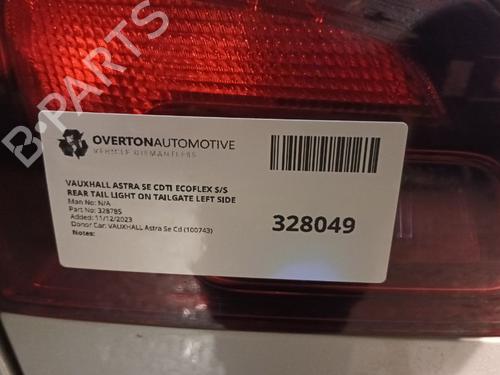 B-PARTS
OVERTONAUTOMOTIVE
VEHICLE DISMANTLERS
VAUXHALL ASTRA SE CDTI ECOFLEX S/S
REAR TAIL LIGHT ON TAILGATE LEFT SIDE
Man No: N/A
Part No: 328785
Added: 11/12/2023
Donor Car: VAUXHALL Astra Se Cd (100743)
Notes:
328049